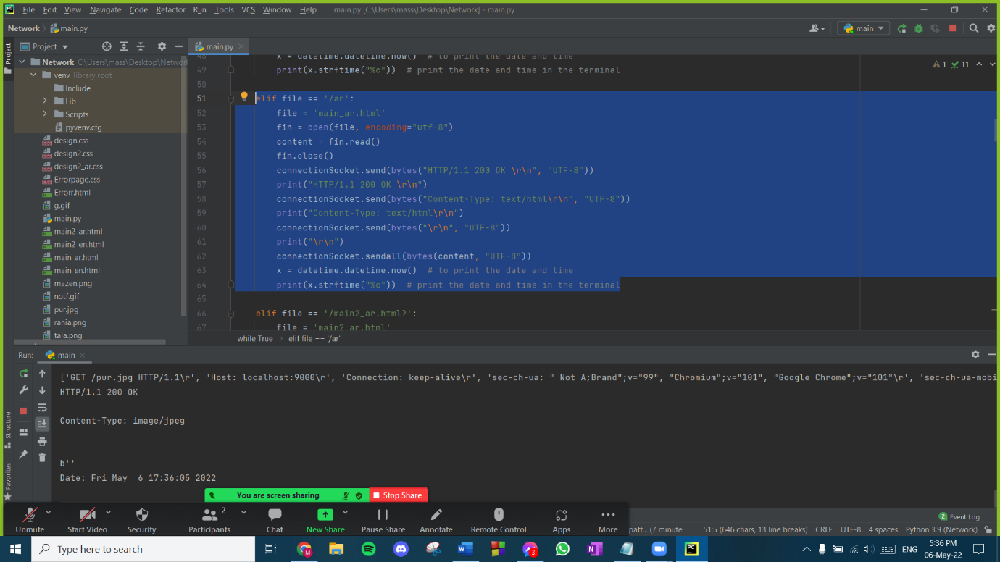 PC File Edit View Navigate Code Refactor Run Tools VCS Window Help main.py [C:\Users\mass\Desktop\Network] - main.py
Network main.py main
Project main.py
Project
Network C:\Users\mass\Desktop\Networ
venv library root
Include
Lib
Scripts
pyvenv.cfg
design.css
design2.css
design2_ar.css
Errorpage.css
Errorr.html
g.gif
main.py
main2_ar.html
main2_en.html
main_ar.html
main_en.html
mazen.png
notf.gif
pur.jpg
rania.png
tala.png
1 11
48 x = datetime.datetime.now() # to print the date and time
49 print(x.strftime("%c")) # print the date and time in the terminal
50
51 elif file == '/ar':
52 file = 'main_ar.html'
53 fin = open(file, encoding="utf-8")
54 content = fin.read()
55 fin.close()
56 connectionSocket.send(bytes("HTTP/1.1 200 OK \r\n", "UTF-8"))
57 print("HTTP/1.1 200 OK \r\n")
58 connectionSocket.send(bytes("Content-Type: text/html\r\n", "UTF-8"))
59 print("Content-Type: text/html\r\n")
60 connectionSocket.send(bytes("\r\n", "UTF-8"))
61 print("\r\n")
62 connectionSocket.sendall(bytes(content, "UTF-8"))
63 x = datetime.datetime.now() # to print the date and time
64 print(x.strftime("%c")) # print the date and time in the terminal
65
66 elif file == '/main2_ar.html?':
67 file = 'main2_ar.html'
while True elif file == '/ar'
Run: main
['GET /pur.jpg HTTP/1.1\r', 'Host: localhost:9000\r', 'Connection: keep-alive\r', 'sec-ch-ua: " Not A;Brand";v="99", "Chromium";v="101", "Google Chrome";v="101"\r', 'sec-ch-ua-mobi
HTTP/1.1 200 OK
Content-Type: image/jpeg
b''
Date: Fri May  6 17:36:05 2022
Structure
Favorites
You are screen sharing Stop Share
2
Unmute Start Video Security Participants Chat New Share Pause Share Annotate Remote Control Apps More
2 Event Log
patt... (7 minute 51:5 (646 chars, 13 line breaks) CRLF UTF-8 4 spaces Python 3.9 (Network)
Type here to search
M W 3 N PC
ENG 5:36 PM
06-May-22